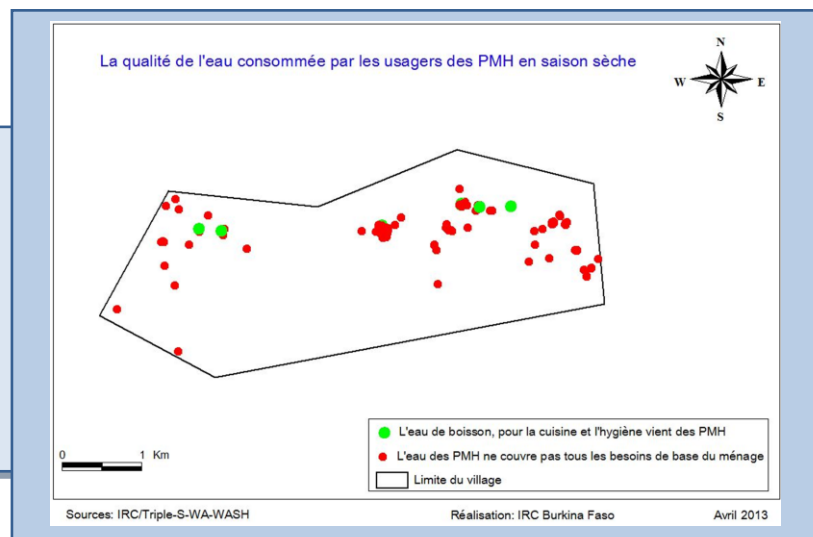 La qualité de l'eau consommée par les usagers des PMH en saison sèche
N
W E
S
L'eau de boisson, pour la cuisine et l'hygiène vient des PMH
L'eau des PMH ne couvre pas tous les besoins de base du ménage
Limite du village
0 1 Km
Sources: IRC/Triple-S-WA-WASH Réalisation: IRC Burkina Faso Avril 2013